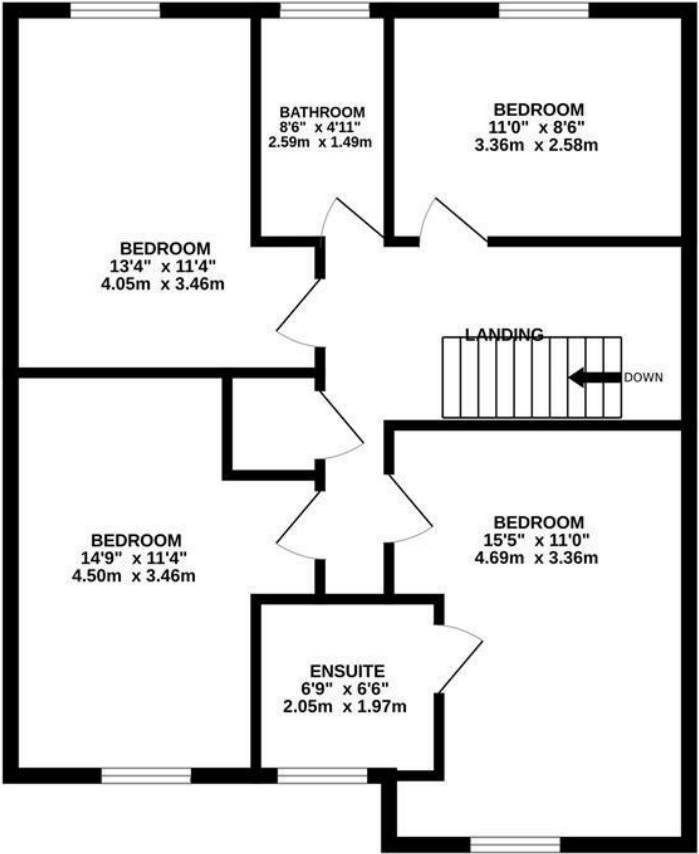 BATHROOM
8'6" x 4'11"
2.59m x 1.49m
BEDROOM
11'0" x 8'6"
3.36m x 2.58m
BEDROOM
13'4" x 11'4"
4.05m x 3.46m
LANDING
DOWN
BEDROOM
14'9" x 11'4"
4.50m x 3.46m
BEDROOM
15'5" x 11'0"
4.69m x 3.36m
ENSUITE
6'9" x 6'6"
2.05m x 1.97m